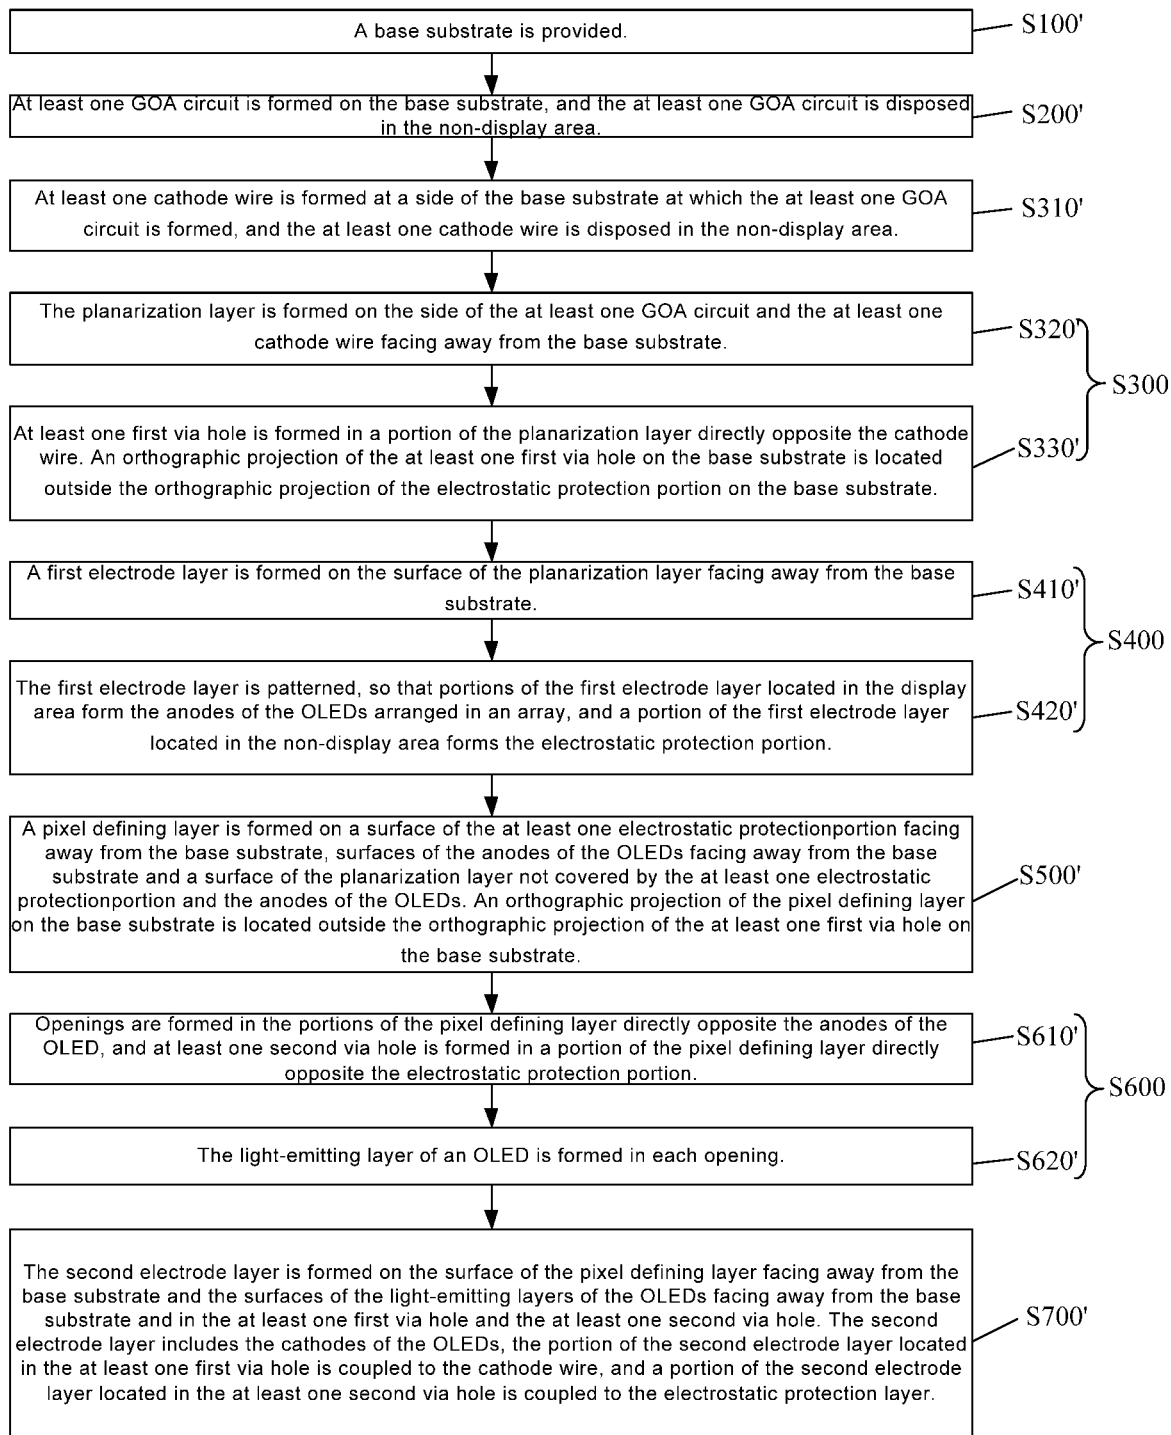 A base substrate is provided.
S100'
At least one GOA circuit is formed on the base substrate, and the at least one GOA circuit is disposed
in the non-display area.
S200'
At least one cathode wire is formed at a side of the base substrate at which the at least one GOA
circuit is formed, and the at least one cathode wire is disposed in the non-display area.
S310'
The planarization layer is formed on the side of the at least one GOA circuit and the at least one
cathode wire facing away from the base substrate.
S320'
S300
At least one first via hole is formed in a portion of the planarization layer directly opposite the cathode
wire. An orthographic projection of the at least one first via hole on the base substrate is located
outside the orthographic projection of the electrostatic protection portion on the base substrate.
S330'
A first electrode layer is formed on the surface of the planarization layer facing away from the base
substrate.
S410'
S400
The first electrode layer is patterned, so that portions of the first electrode layer located in the display
area form the anodes of the OLEDs arranged in an array, and a portion of the first electrode layer
located in the non-display area forms the electrostatic protection portion.
S420'
A pixel defining layer is formed on a surface of the at least one electrostatic protectionportion facing
away from the base substrate, surfaces of the anodes of the OLEDs facing away from the base
substrate and a surface of the planarization layer not covered by the at least one electrostatic
protectionportion and the anodes of the OLEDs. An orthographic projection of the pixel defining layer
on the base substrate is located outside the orthographic projection of the at least one first via hole on
the base substrate.
S500'
Openings are formed in the portions of the pixel defining layer directly opposite the anodes of the
OLED, and at least one second via hole is formed in a portion of the pixel defining layer directly
opposite the electrostatic protection portion.
S610'
S600
The light-emitting layer of an OLED is formed in each opening.
S620'
The second electrode layer is formed on the surface of the pixel defining layer facing away from the
base substrate and the surfaces of the light-emitting layers of the OLEDs facing away from the base
substrate and in the at least one first via hole and the at least one second via hole. The second
electrode layer includes the cathodes of the OLEDs, the portion of the second electrode layer located
in the at least one first via hole is coupled to the cathode wire, and a portion of the second electrode
layer located in the at least one second via hole is coupled to the electrostatic protection layer.
S700'